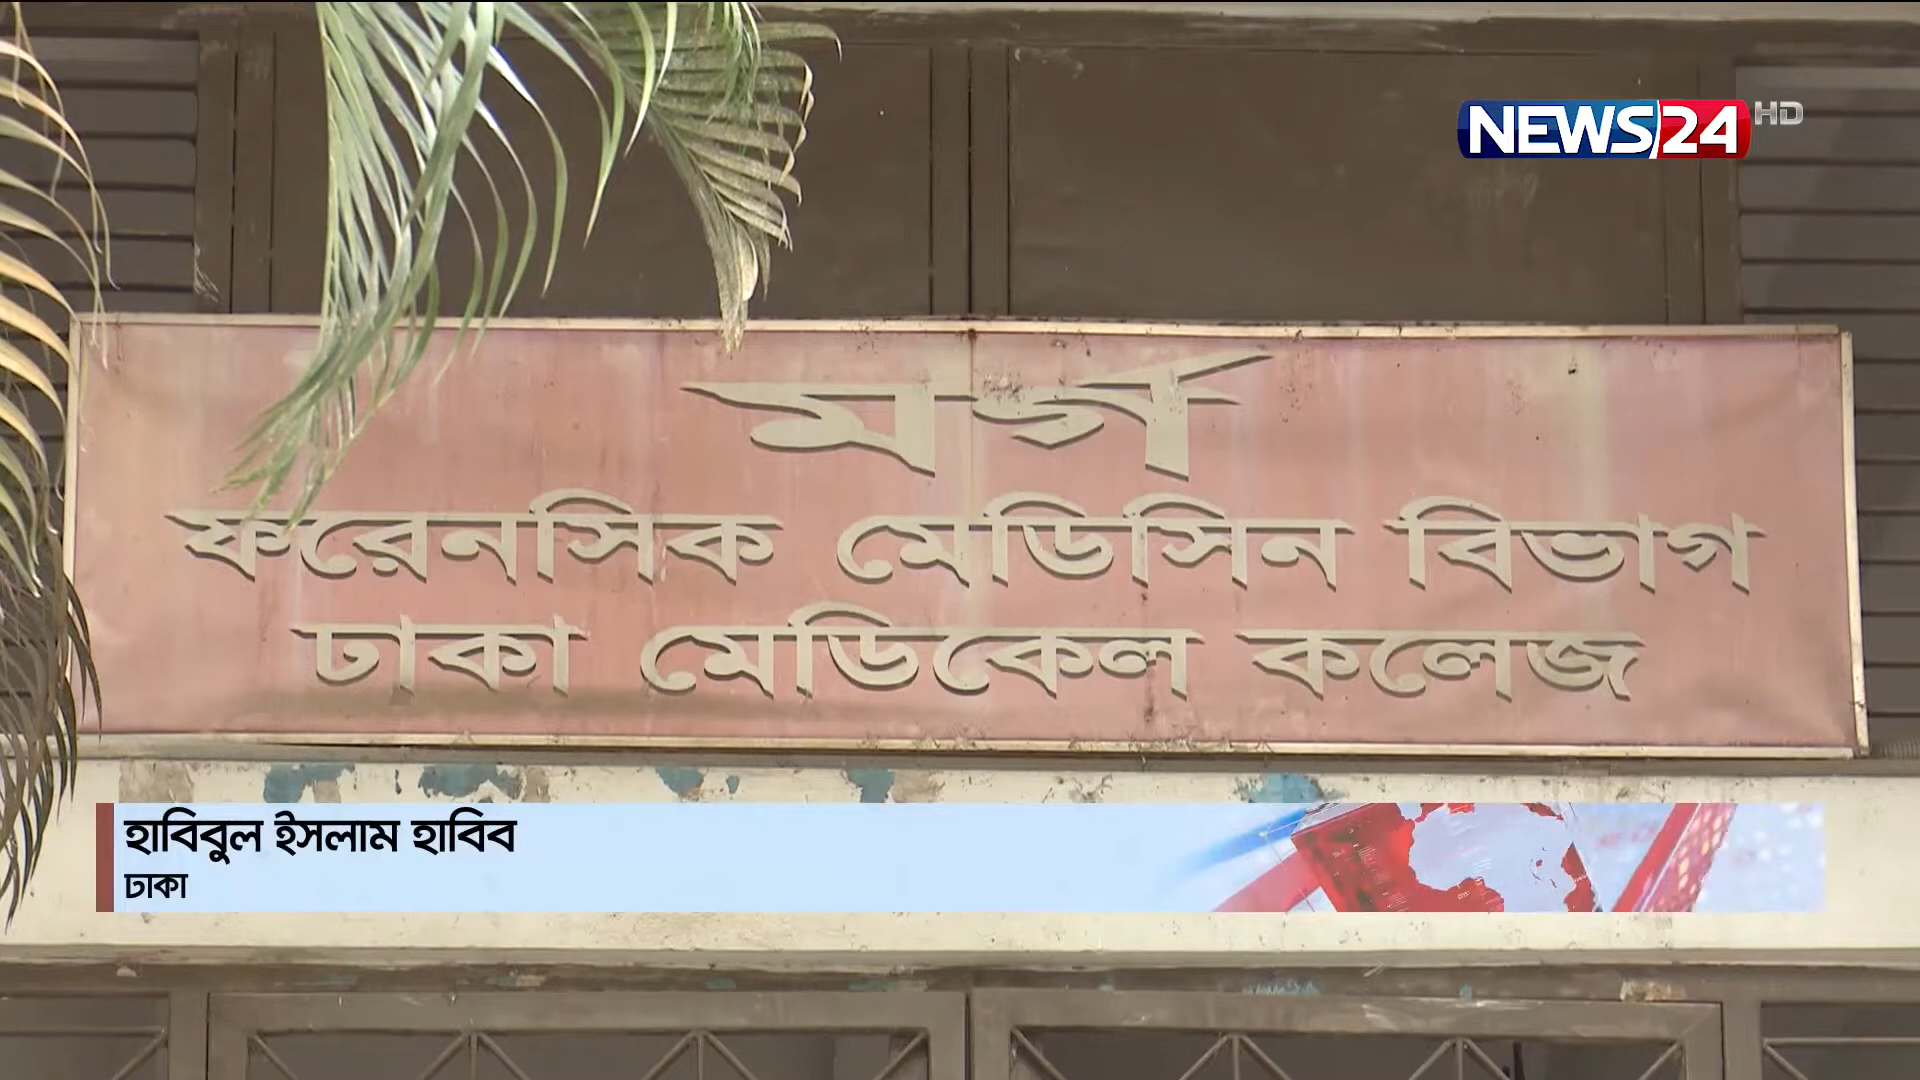 NEWS24 HD
মর্গ
ফরেনসিক মেডিসিন বিভাগ
ঢাকা মেডিকেল কলেজ
হাবিবুল ইসলাম হাবিব
ঢাকা